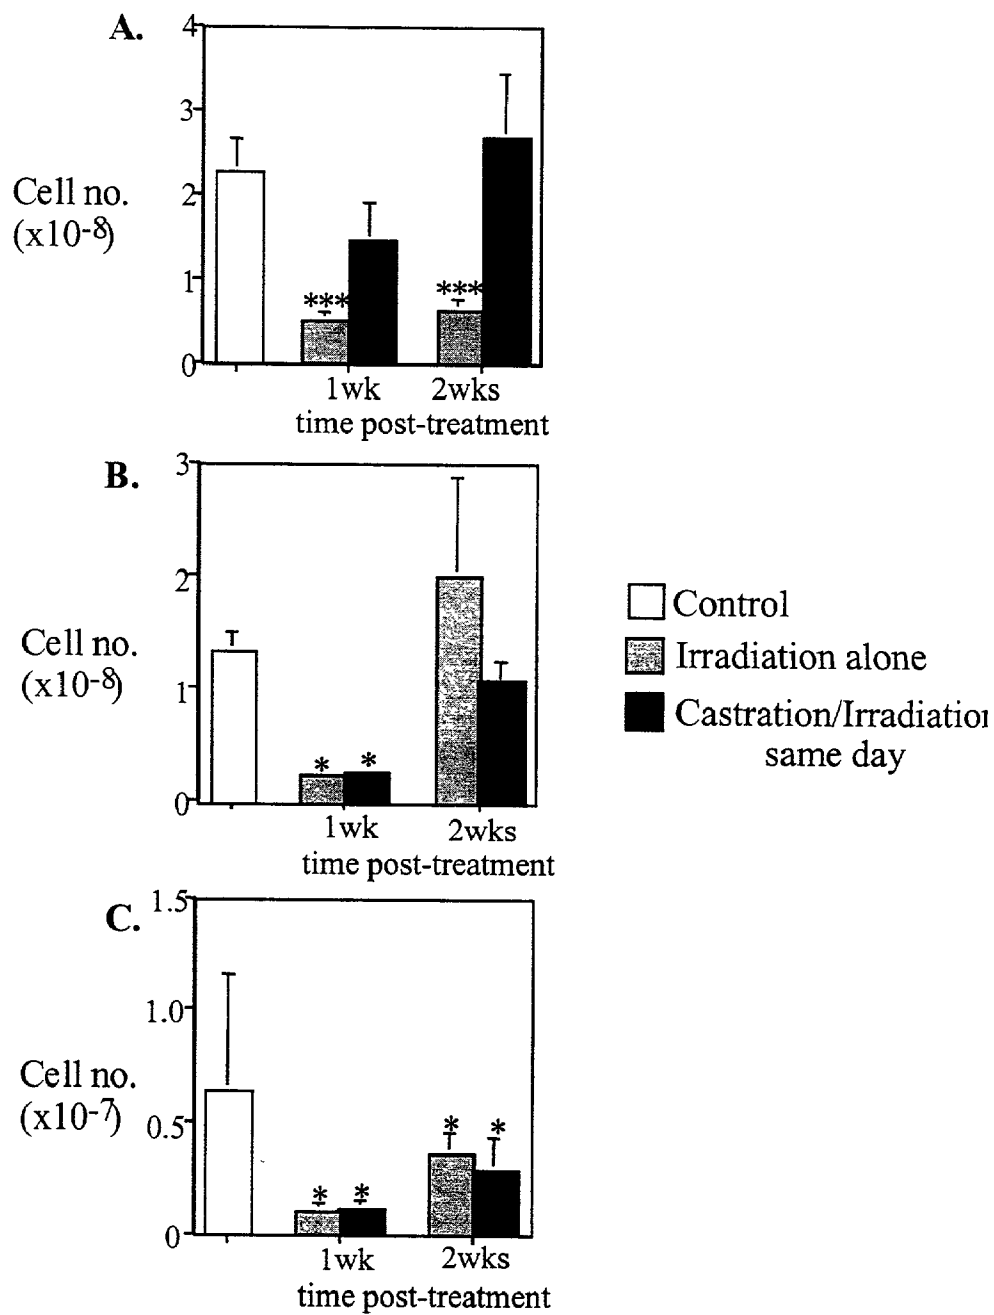 A.
4
3
2
1
0
Cell no.
(x10-8)
***
***
1wk 2wks
time post-treatment
B.
3
2
1
0
Cell no.
(x10-8)
* *
1wk 2wks
time post-treatment
Control
Irradiation alone
Castration/Irradiation
same day
C.
1.5
1.0
0.5
0
Cell no.
(x10-7)
* *
* *
1wk 2wks
time post-treatment